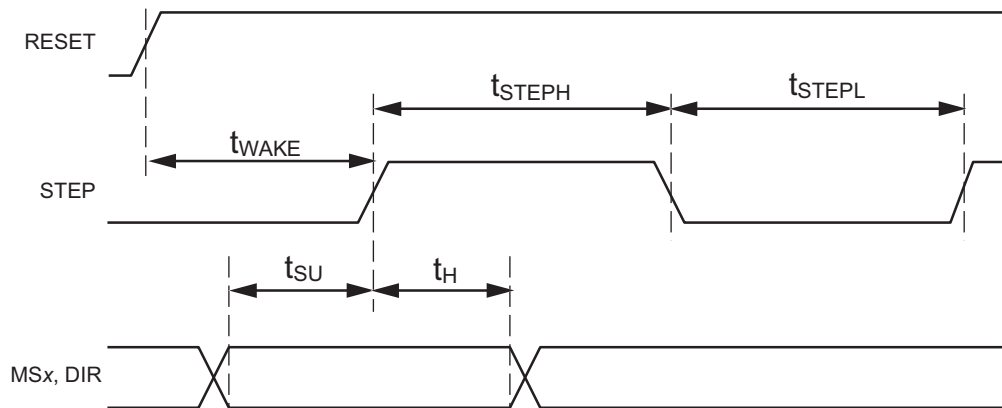 RESET
tSTEPH
tSTEPL
tWAKE
STEP
tSU
tH
MSx, DIR